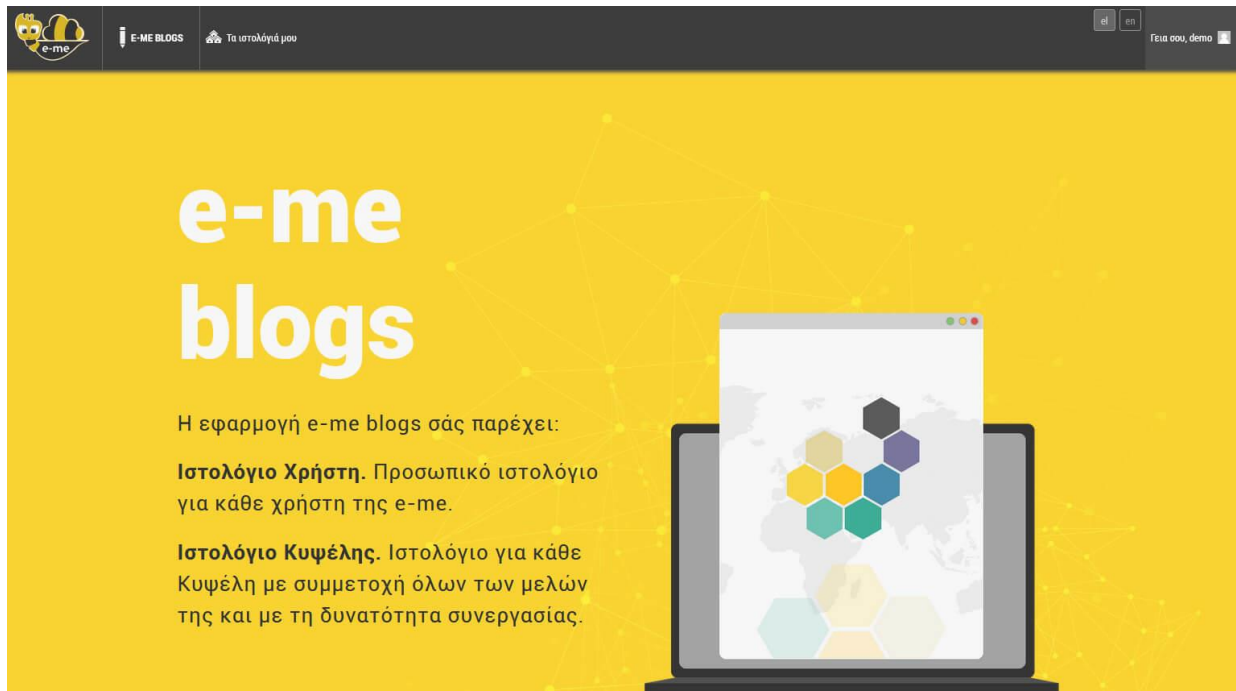 e-me
E-ME BLOGS
Τα ιστολόγιά μου
el
en
Γεια σου, demo
e-me
blogs
Η εφαρμογή e-me blogs σάς παρέχει:
Ιστολόγιο Χρήστη. Προσωπικό ιστολόγιο
για κάθε χρήστη της e-me.
Ιστολόγιο Κυψέλης. Ιστολόγιο για κάθε
Κυψέλη με συμμετοχή όλων των μελών
της και με τη δυνατότητα συνεργασίας.